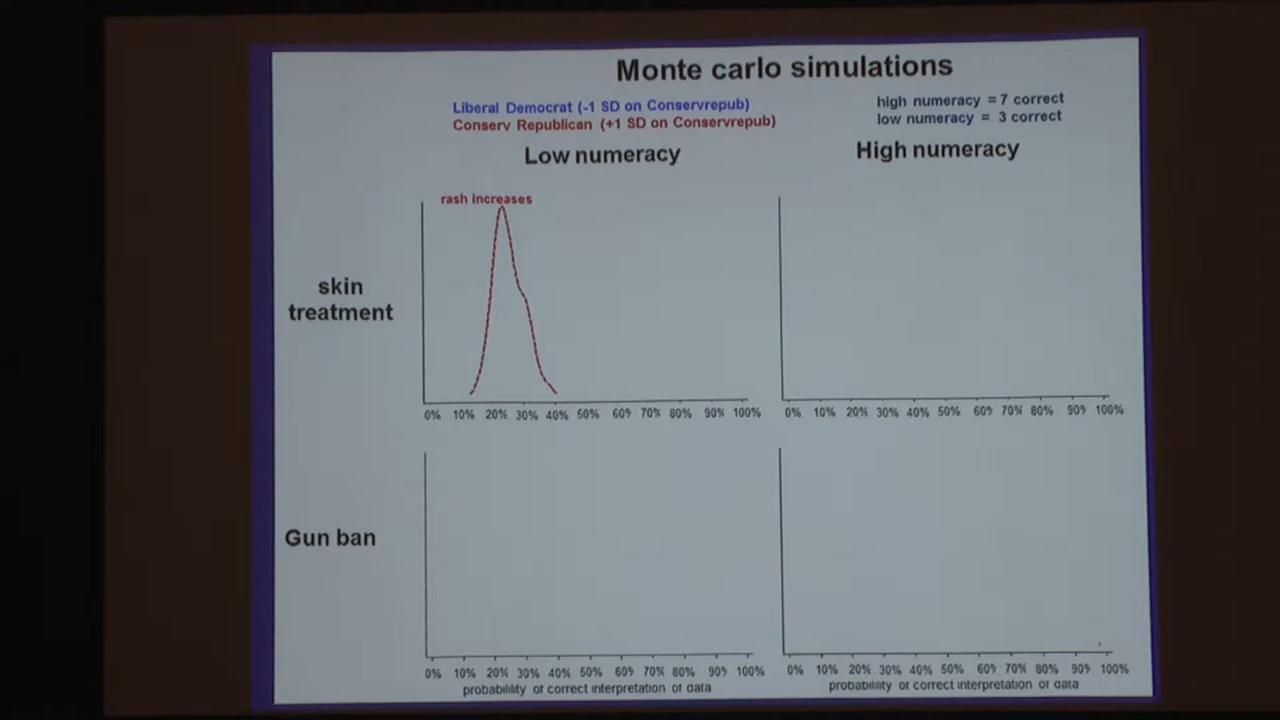 Monte carlo simulations
Liberal Democrat (-1 SD on Conservrepub)
Conserv Republican (+1 SD on Conservrepub)
high numeracy = 7 correct
low numeracy = 3 correct
Low numeracy
High numeracy
rash increases
skin
treatment
0% 10% 20% 30% 40% 50% 60% 70% 80% 90% 100%
0% 10% 20% 30% 40% 50% 60% 70% 80% 90% 100%
Gun ban
0% 10% 20% 30% 40% 50% 60% 70% 80% 90% 100%
probabilility of correct interpretation of data
0% 10% 20% 30% 40% 50% 60% 70% 80% 90% 100%
probabilility of correct interpretation of data